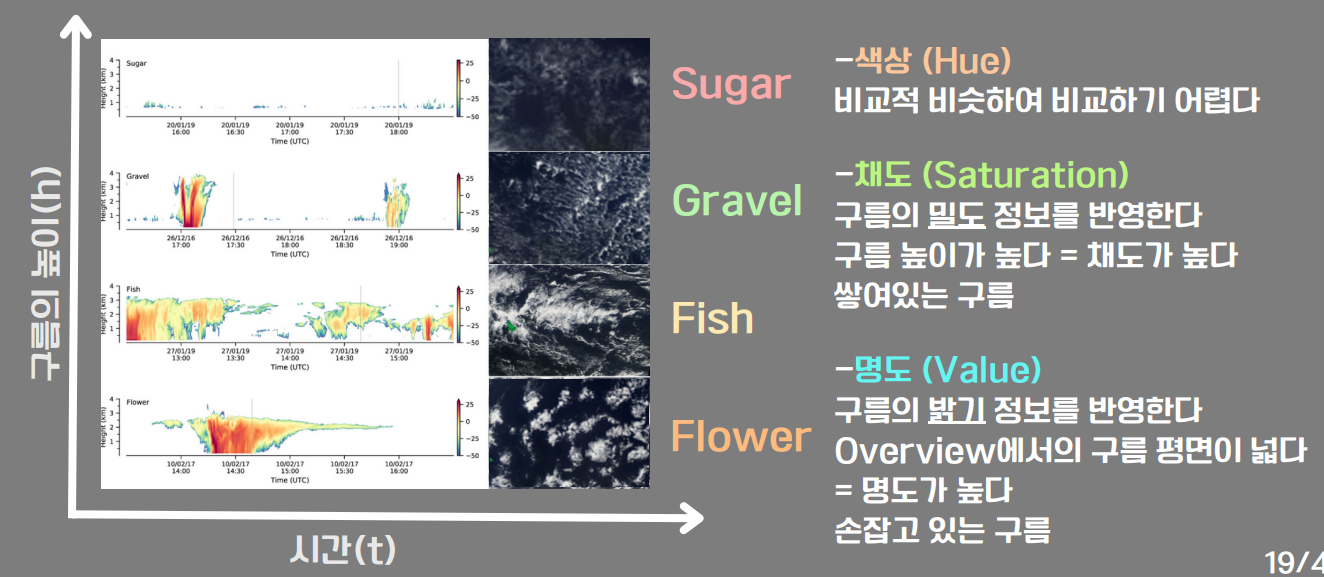 구름의 높이(h)
Sugar
Height (km)
4
3
2
1
20/01/19 16:00
20/01/19 16:30
20/01/19 17:00
20/01/19 17:30
20/01/19 18:00
Time (UTC)
25
0
−25
−50
Gravel
Height (km)
4
3
2
1
26/12/16 17:00
26/12/16 17:30
26/12/16 18:00
26/12/16 18:30
26/12/16 19:00
Time (UTC)
25
0
−25
−50
Fish
Height (km)
4
3
2
1
27/01/19 13:00
27/01/19 13:30
27/01/19 14:00
27/01/19 14:30
27/01/19 15:00
Time (UTC)
25
0
−25
−50
Flower
Height (km)
4
3
2
1
10/02/17 14:00
10/02/17 14:30
10/02/17 15:00
10/02/17 15:30
10/02/17 16:00
Time (UTC)
25
0
−25
−50
시간(t)
Sugar
Gravel
Fish
Flower
–색상 (Hue)
비교적 비슷하여 비교하기 어렵다
–채도 (Saturation)
구름의 밀도 정보를 반영한다
구름 높이가 높다 = 채도가 높다
쌓여있는 구름
–명도 (Value)
구름의 밝기 정보를 반영한다
Overview에서의 구름 평면이 넓다
= 명도가 높다
손잡고 있는 구름
19/4